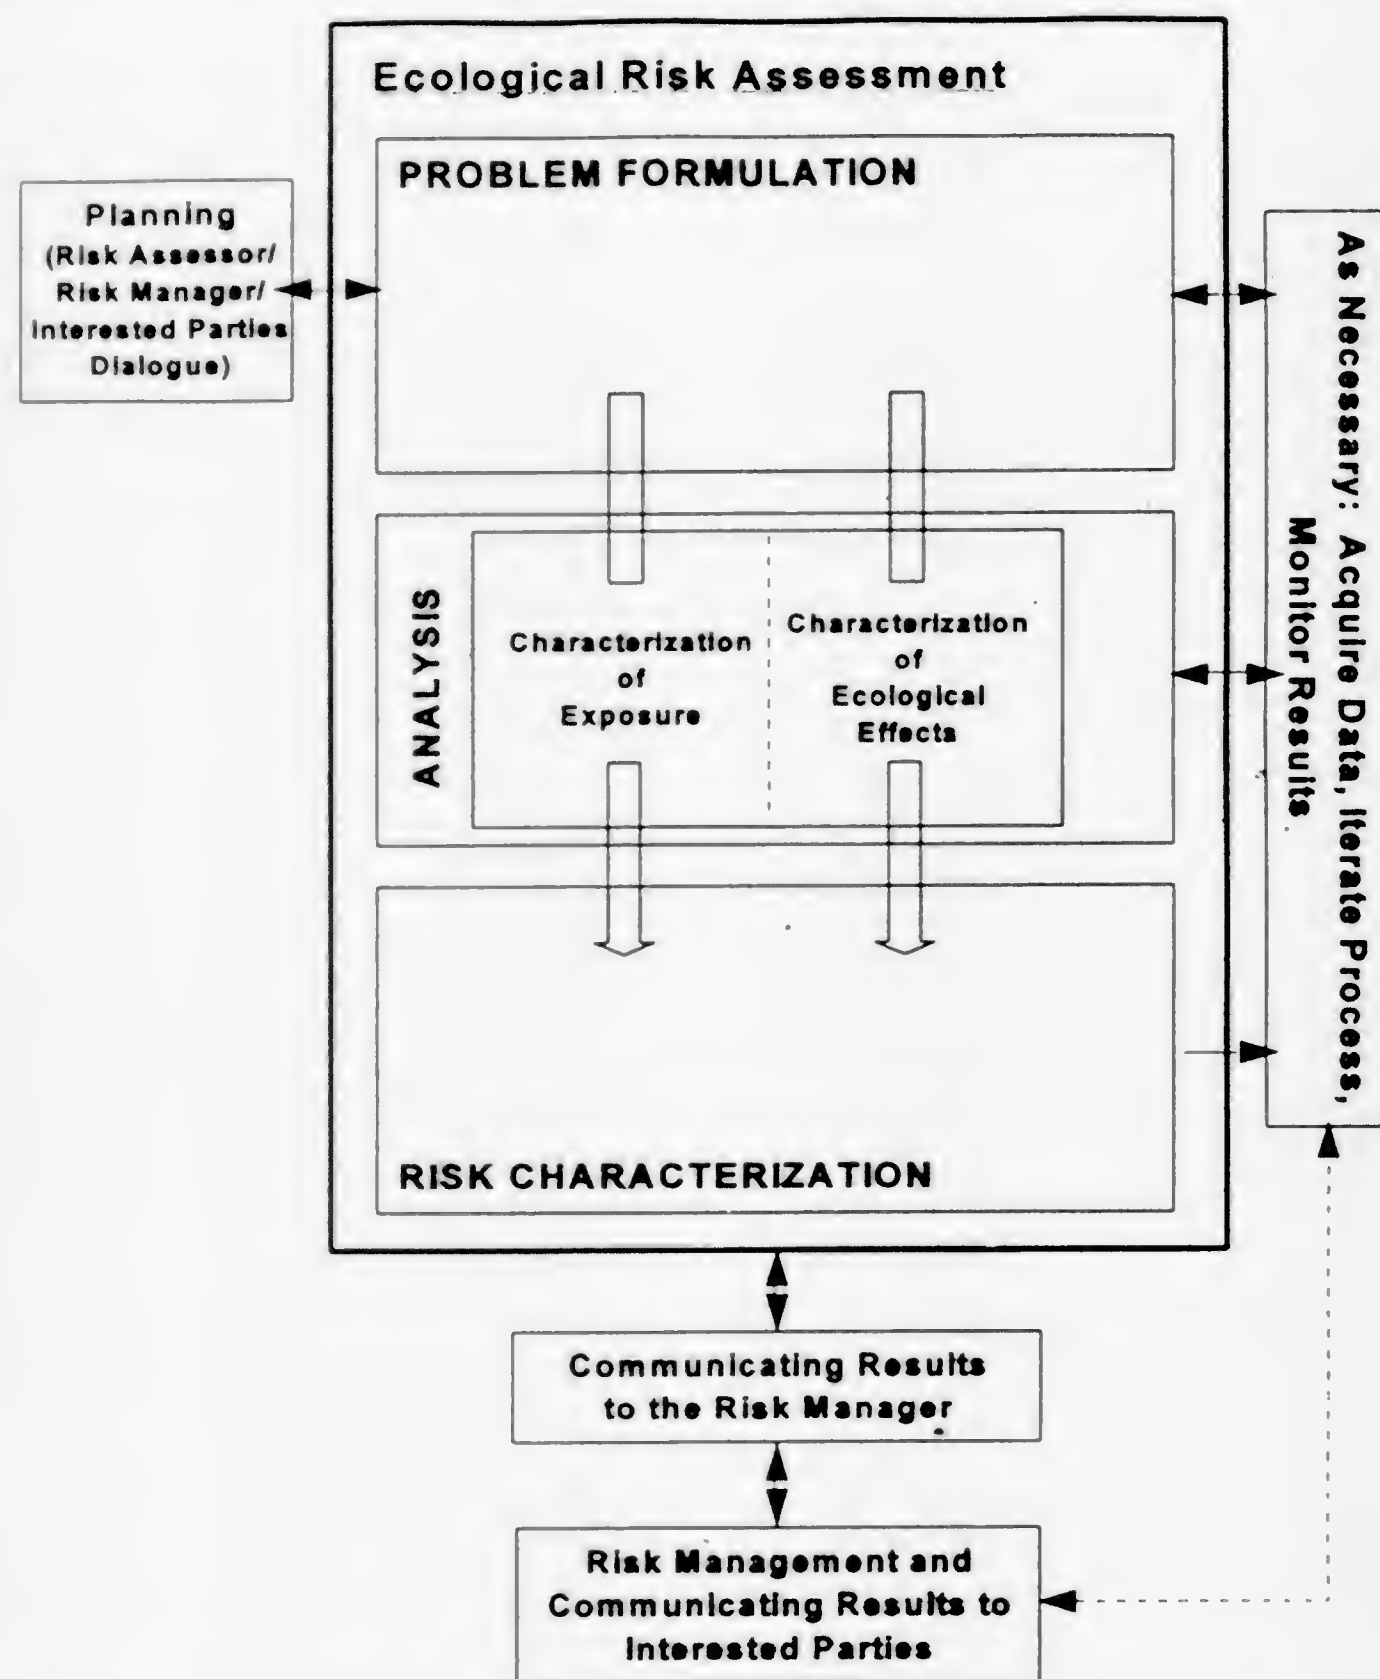 Ecological Risk Assessment
PROBLEM FORMULATION
Planning
(Risk Assessor/
Risk Manager/
Interested Parties
Dialogue)
As Necessary: Acquire Data, Iterate Process,
Monitor Results
ANALYSIS
Characterization
of
Exposure
Characterization
of
Ecological
Effects
RISK CHARACTERIZATION
Communicating Results
to the Risk Manager
Risk Management and
Communicating Results to
Interested Parties